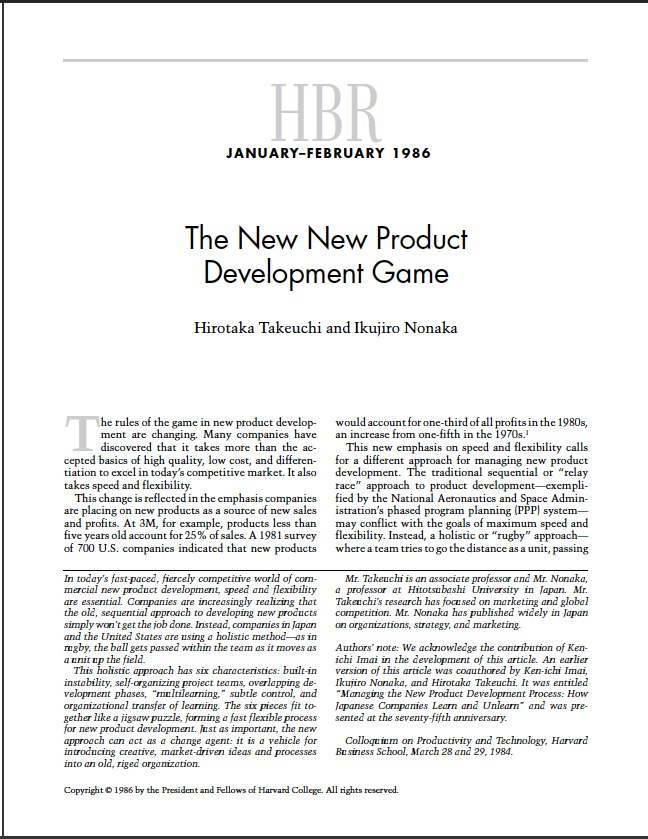 HBR
JANUARY–FEBRUARY 1986
The New New Product
Development Game
Hirotaka Takeuchi and Ikujiro Nonaka
The rules of the game in new product develop-
ment are changing. Many companies have
discovered that it takes more than the ac-
cepted basics of high quality, low cost, and differen-
tiation to excel in today's competitive market. It also
takes speed and flexibility.
This change is reflected in the emphasis companies
are placing on new products as a source of new sales
and profits. At 3M, for example, products less than
five years old account for 25% of sales. A 1981 survey
of 700 U.S. companies indicated that new products
would account for one-third of all profits in the 1980s,
an increase from one-fifth in the 1970s.¹
This new emphasis on speed and flexibility calls
for a different approach for managing new product
development. The traditional sequential or “relay
race” approach to product development—exempli-
fied by the National Aeronautics and Space Admin-
istration's phased program planning (PPP) system—
may conflict with the goals of maximum speed and
flexibility. Instead, a holistic or “rugby” approach—
where a team tries to go the distance as a unit, passing
In today's fast-paced, fiercely competitive world of com-
mercial new product development, speed and flexibility
are essential. Companies are increasingly realizing that
the old, sequential approach to developing new products
simply won't get the job done. Instead, companies in Japan
and the United States are using a holistic method—as in
rugby, the ball gets passed within the team as it moves as
a unit up the field.
This holistic approach has six characteristics: built-in
instability, self-organizing project teams, overlapping de-
velopment phases, “multilearning,” subtle control, and
organizational transfer of learning. The six pieces fit to-
gether like a jigsaw puzzle, forming a fast flexible process
for new product development. Just as important, the new
approach can act as a change agent: it is a vehicle for
introducing creative, market-driven ideas and processes
into an old, riged organization.
Mr. Takeuchi is an associate professor and Mr. Nonaka,
a professor at Hitotsubashi University in Japan. Mr.
Takeuchi's research has focused on marketing and global
competition. Mr. Nonaka has published widely in Japan
on organizations, strategy, and marketing.
Authors' note: We acknowledge the contribution of Ken-
ichi Imai in the development of this article. An earlier
version of this article was coauthored by Ken-ichi Imai,
Ikujiro Nonaka, and Hirotaka Takeuchi. It was entitled
“Managing the New Product Development Process: How
Japanese Companies Learn and Unlearn” and was pre-
sented at the seventy-fifth anniversary.
Colloquium on Productivity and Technology, Harvard
Business School, March 28 and 29, 1984.
Copyright © 1986 by the President and Fellows of Harvard College. All rights reserved.